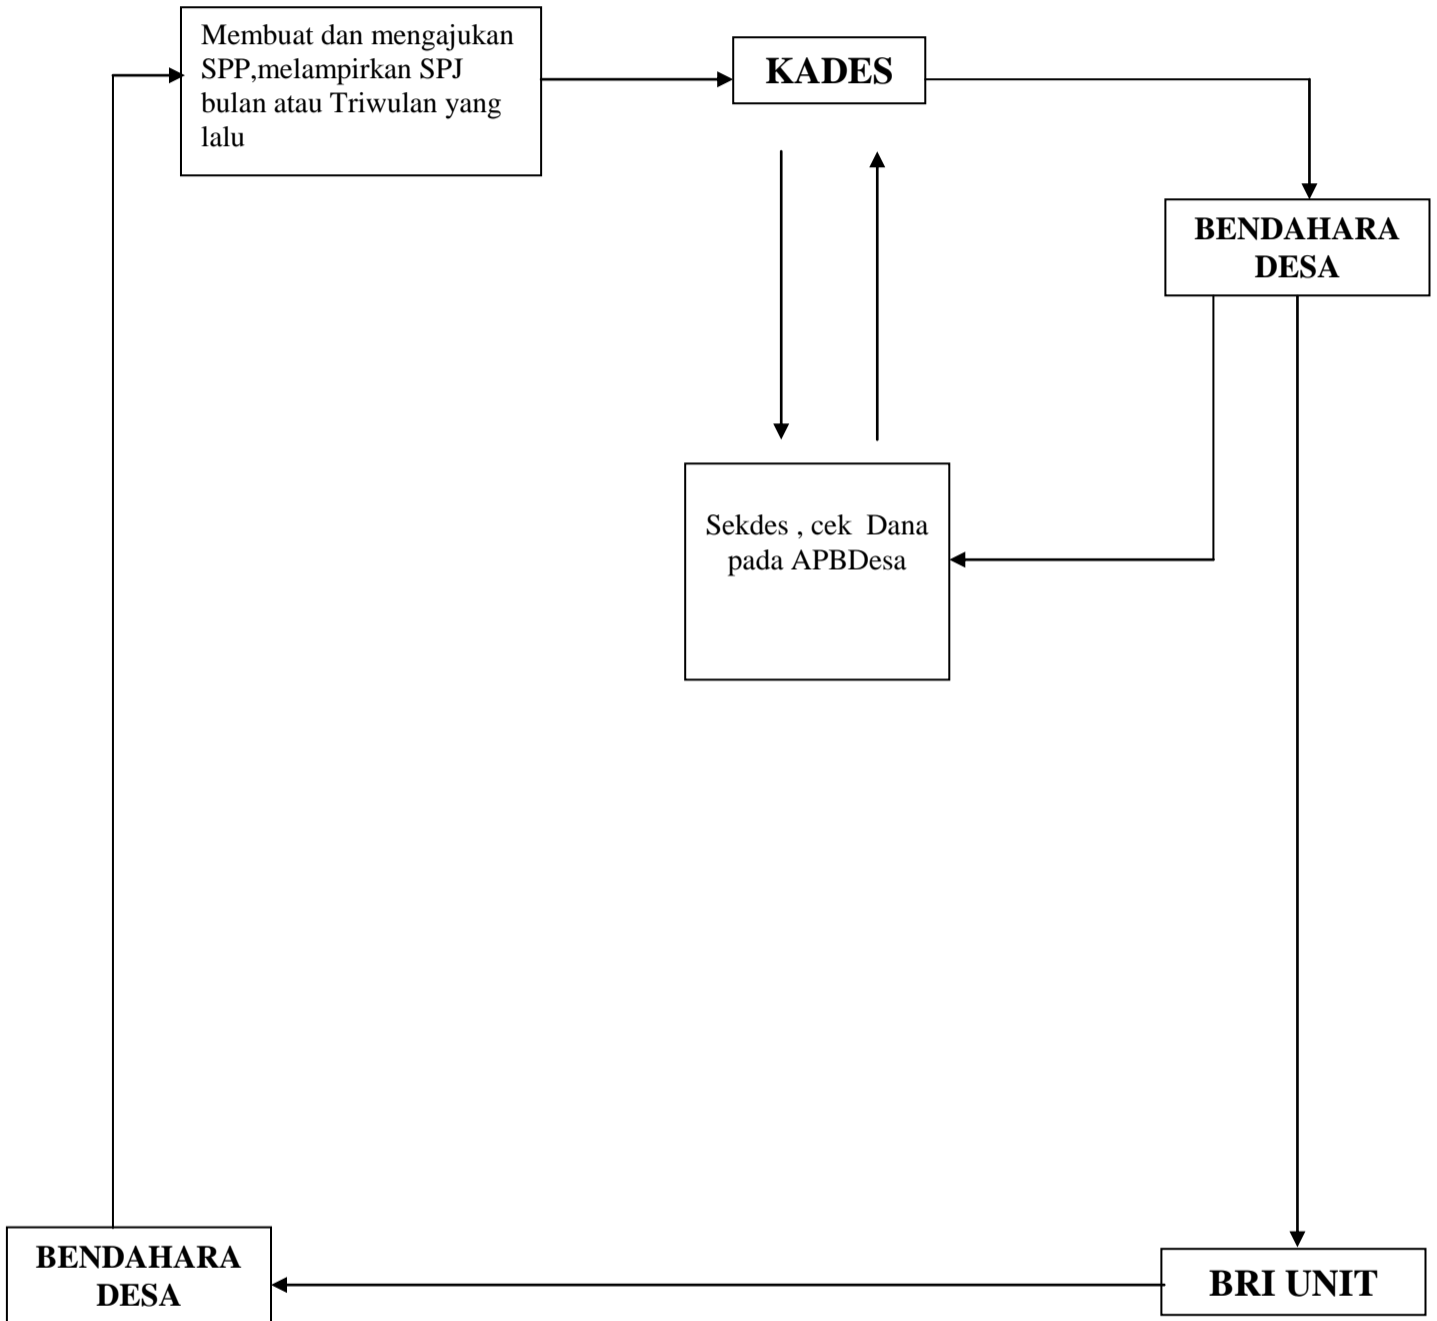 Membuat dan mengajukan
SPP,melampirkan SPJ
bulan atau Triwulan yang
lalu
KADES
BENDAHARA
DESA
Sekdes , cek Dana
pada APBDesa
BENDAHARA
DESA
BRI UNIT